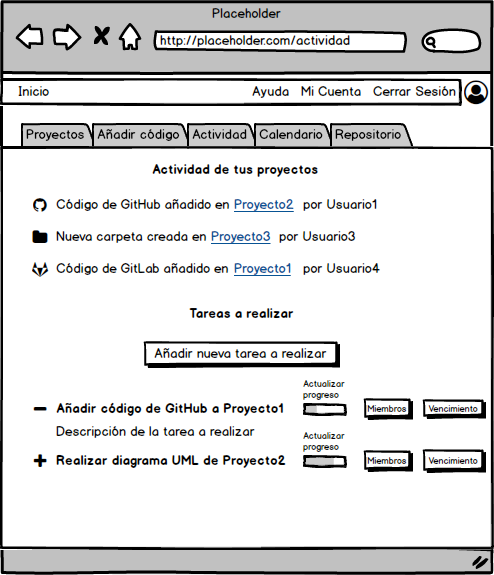 Placeholder
http://placeholder.com/actividad
Inicio Ayuda Mi Cuenta Cerrar Sesión
Proyectos Añadir código Actividad Calendario Repositorio
Actividad de tus proyectos
Código de GitHub añadido en Proyecto2 por Usuario1
Nueva carpeta creada en Proyecto3 por Usuario3
Código de GitLab añadido en Proyecto1 por Usuario4
Tareas a realizar
Añadir nueva tarea a realizar
Actualizar
progreso
Añadir código de GitHub a Proyecto1 Miembros Vencimiento
Descripción de la tarea a realizar
Actualizar
progreso
Realizar diagrama UML de Proyecto2 Miembros Vencimiento